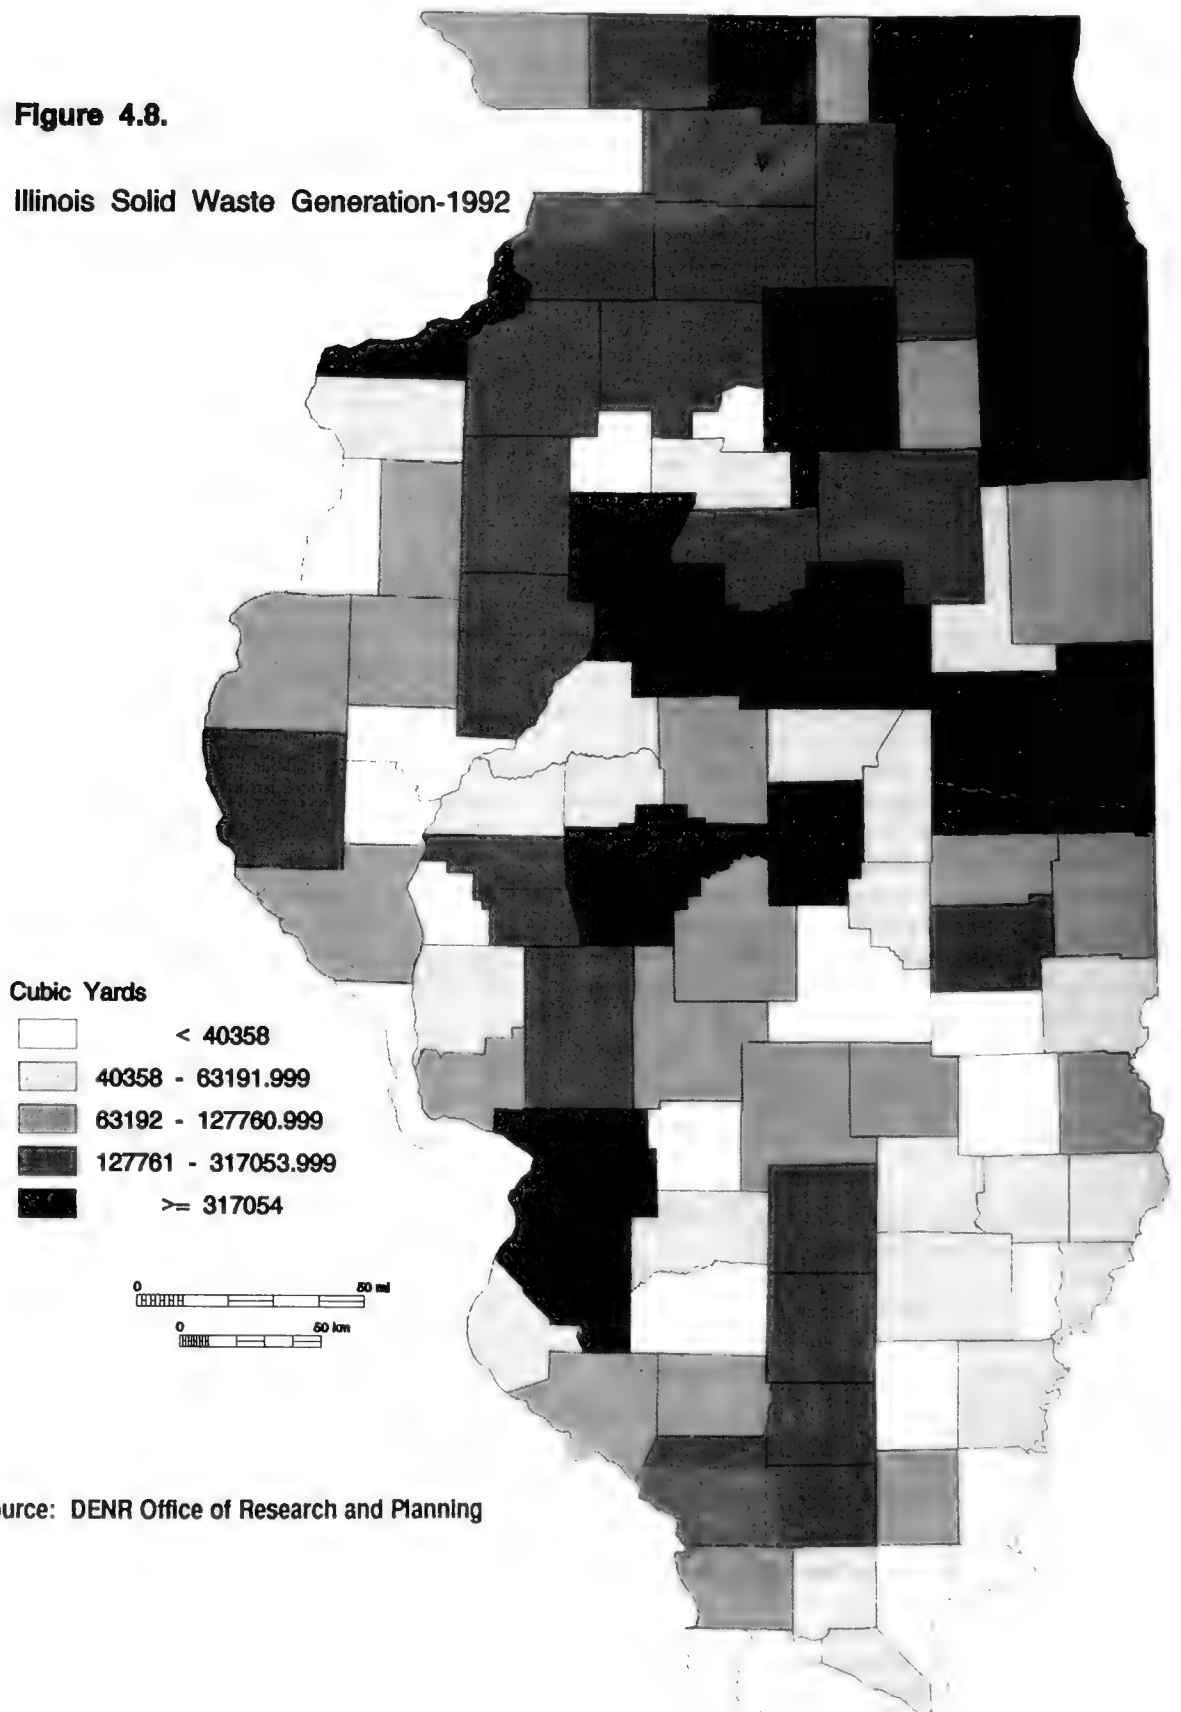 Figure 4.8.
Illinois Solid Waste Generation-1992
Cubic Yards
< 40358
40358 - 63191.999
63192 - 127760.999
127761 - 317053.999
>= 317054
0 50 mi
0 50 km
ource: DENR Office of Research and Planning